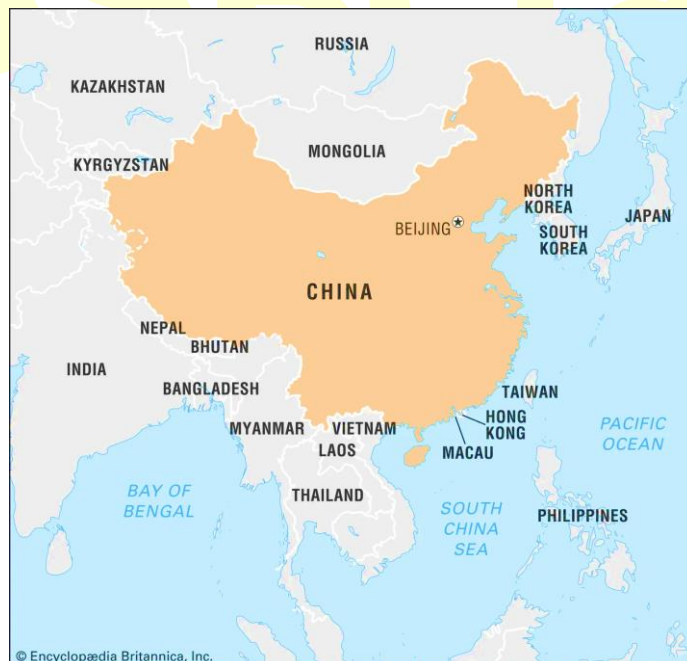 RUSSIA
KAZAKHSTAN
MONGOLIA
KYRGYZSTAN
NORTH
KOREA
JAPAN
BEIJING
SOUTH
KOREA
CHINA
NEPAL
BHUTAN
INDIA
BANGLADESH
TAIWAN
HONG
KONG
PACIFIC
OCEAN
MYANMAR
VIETNAM
LAOS
MACAU
THAILAND
BAY OF
BENGAL
SOUTH
CHINA
SEA
PHILIPPINES
© Encyclopædia Britannica, Inc.